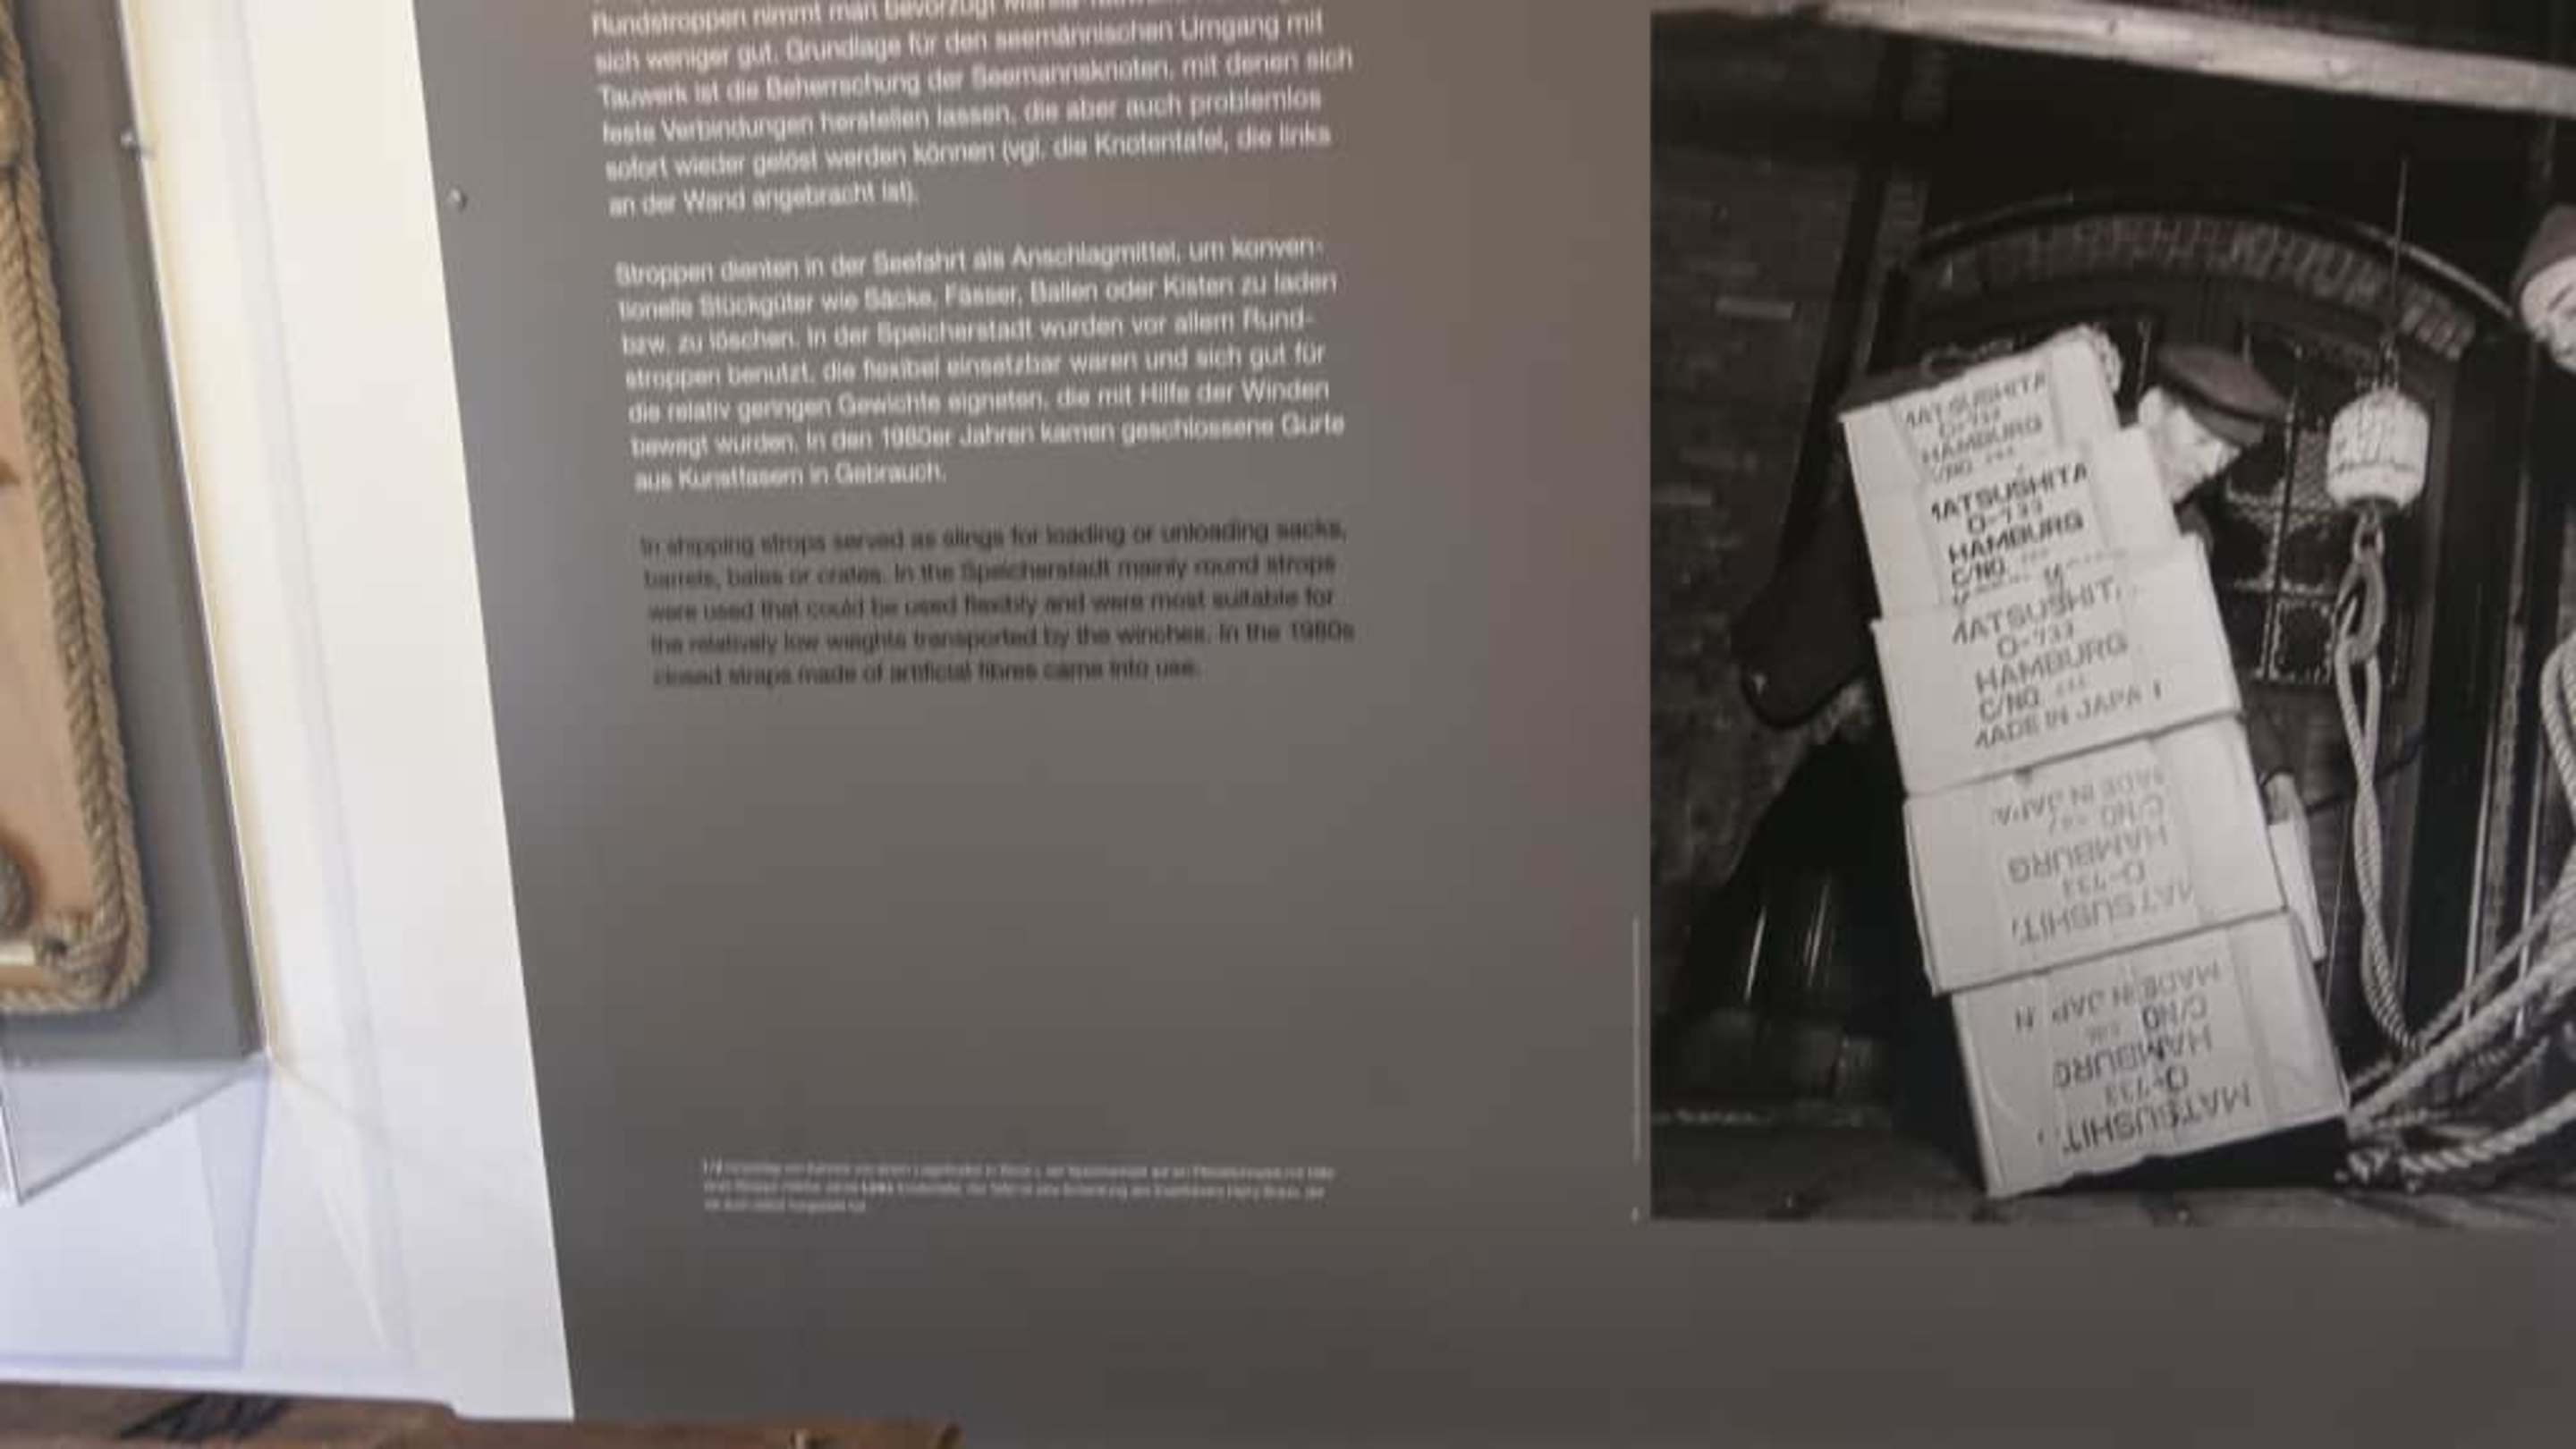 Rundstroppen nimmt man bevorzugt
sich weniger gut. Grundlage für den seemännischen Umgang mit
Tauwerk ist die Beherrschung der Seemannsknoten, mit denen sich
feste Verbindungen herstellen lassen, die aber auch problemlos
sofort wieder gelöst werden können (vgl. die Knotentafel, die links
an der Wand angebracht ist).
Stroppen dienten in der Seefahrt als Anschlagmittel, um konven-
tionelle Stückgüter wie Säcke, Fässer, Ballen oder Kisten zu laden
bzw. zu löschen. In der Speicherstadt wurden vor allem Rund-
stroppen benutzt, die flexibel einsetzbar waren und sich gut für
die relativ geringen Gewichte eigneten, die mit Hilfe der Winden
bewegt wurden. In den 1980er Jahren kamen geschlossene Gurte
aus Kunstfasern in Gebrauch.
In shipping strops served as slings for loading or unloading sacks,
barrels, bales or crates. In the Speicherstadt mainly round strops
were used that could be used flexibly and were most suitable for
the relatively low weights transported by the winches. In the 1980s
closed straps made of artificial fibres came into use.
MATSUSHITA
O-733
HAMBURG
C/NO.
MATSUSHITA
O-733
HAMBURG
C/NO.
MATSUSHIT
O-733
HAMBURG
C/NO.
MADE IN JAPA
MADE IN JAPA
C/NO
HAMBURG
O-733
MATSUSHIT
MADE IN JAP N
C/NO
HAMBURG
O-733
MATSUSHIT